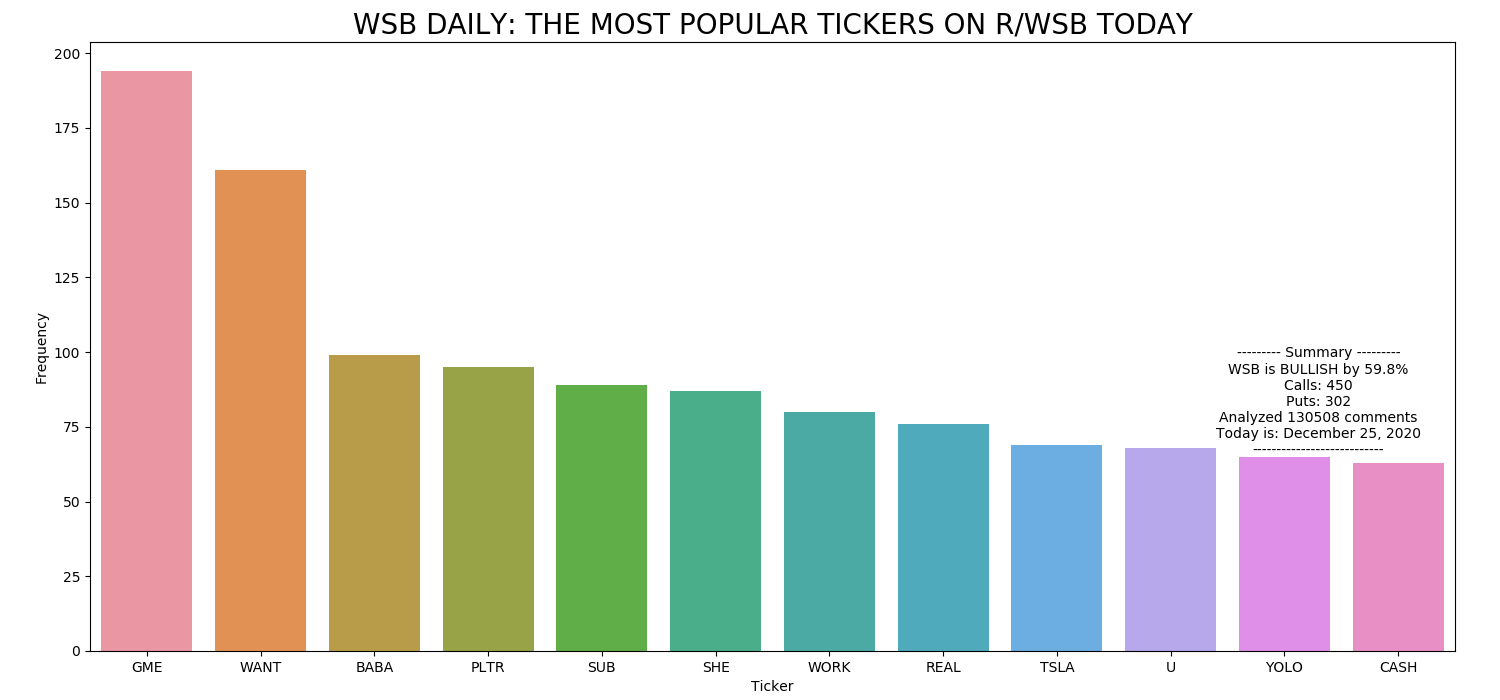 WSB DAILY: THE MOST POPULAR TICKERS ON R/WSB TODAY
200
175
150
125
100
75
50
25
0
Frequency
--------- Summary ---------
WSB is BULLISH by 59.8%
Calls: 450
Puts: 302
Analyzed 130508 comments
Today is: December 25, 2020
---------------------------
GME WANT BABA PLTR SUB SHE WORK REAL TSLA U YOLO CASH
Ticker